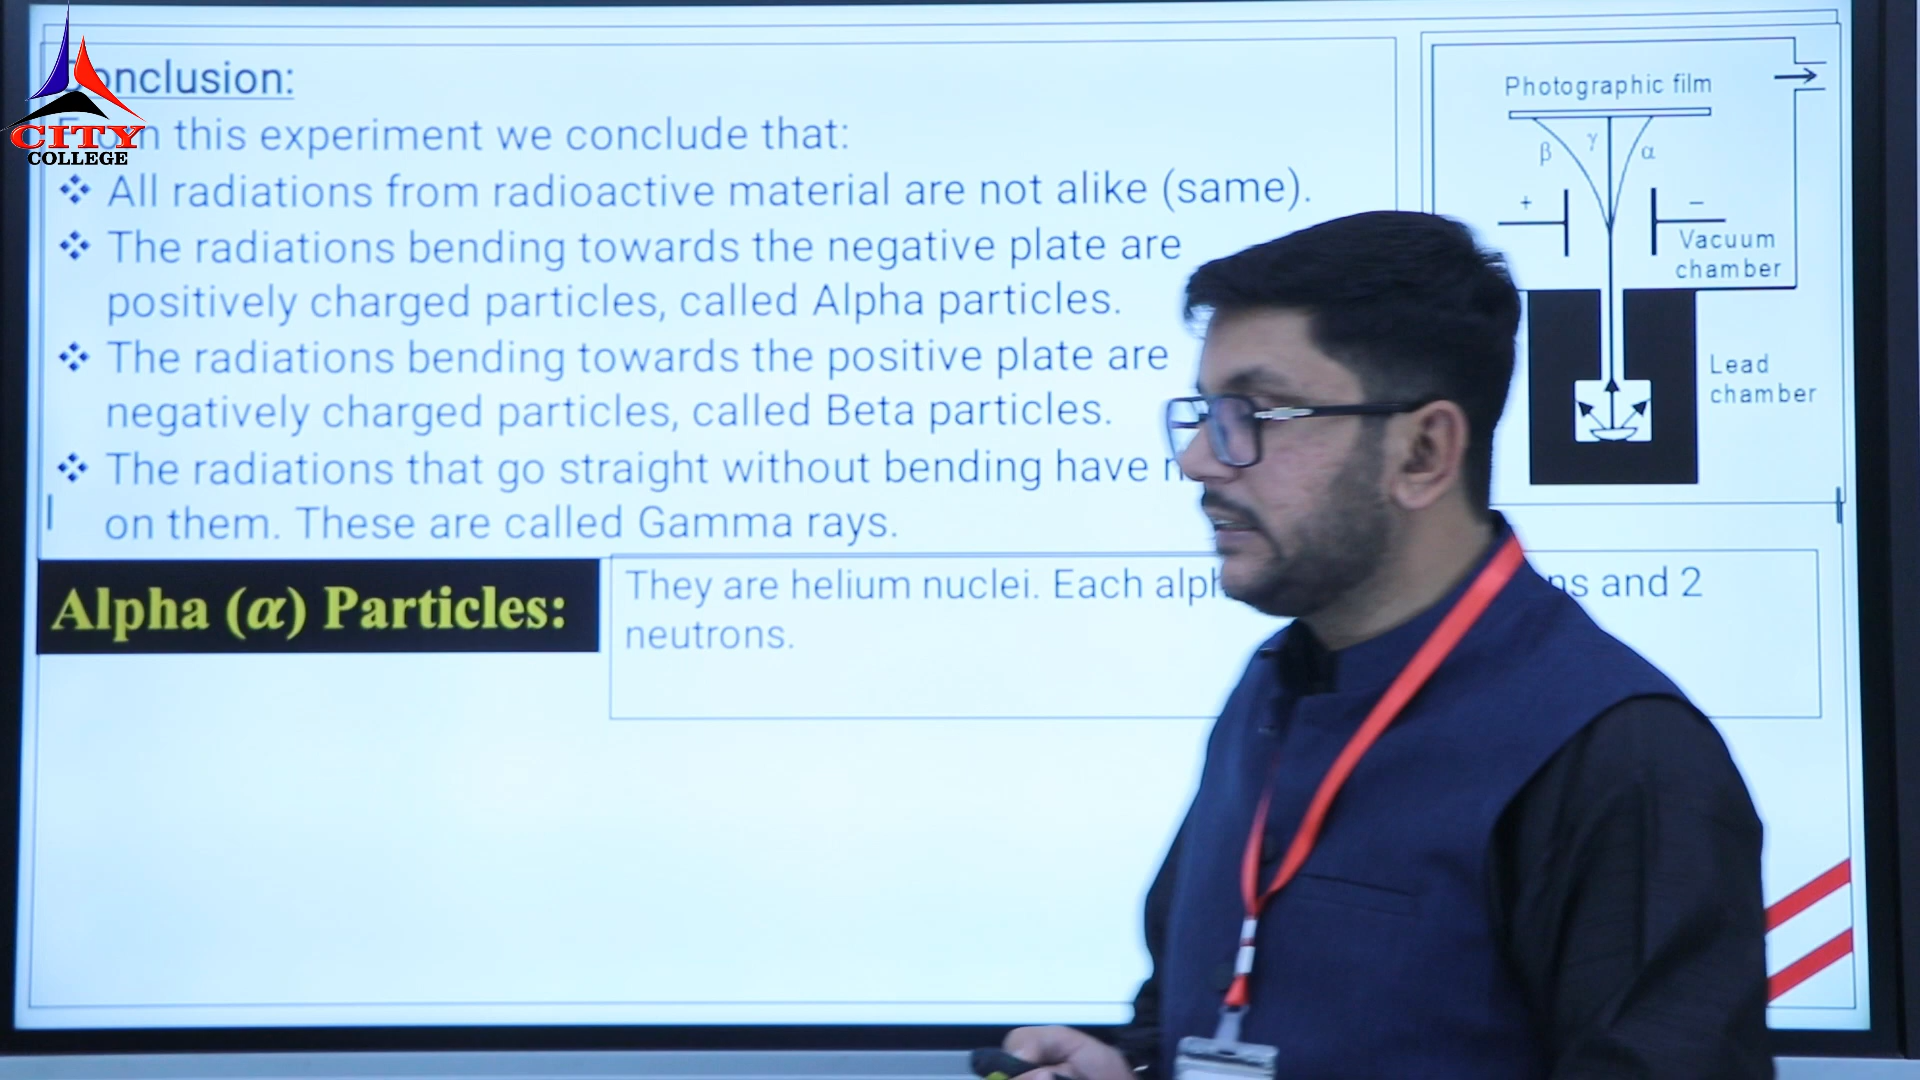 CITY
COLLEGE
onclusion:
this experiment we conclude that:
❖ All radiations from radioactive material are not alike (same).
❖ The radiations bending towards the negative plate are
positively charged particles, called Alpha particles.
❖ The radiations bending towards the positive plate are
negatively charged particles, called Beta particles.
❖ The radiations that go straight without bending have
on them. These are called Gamma rays.
Photographic film
β γ α
+ −
Vacuum
chamber
Lead
chamber
Alpha (α) Particles:
They are helium nuclei. Each and 2
neutrons.